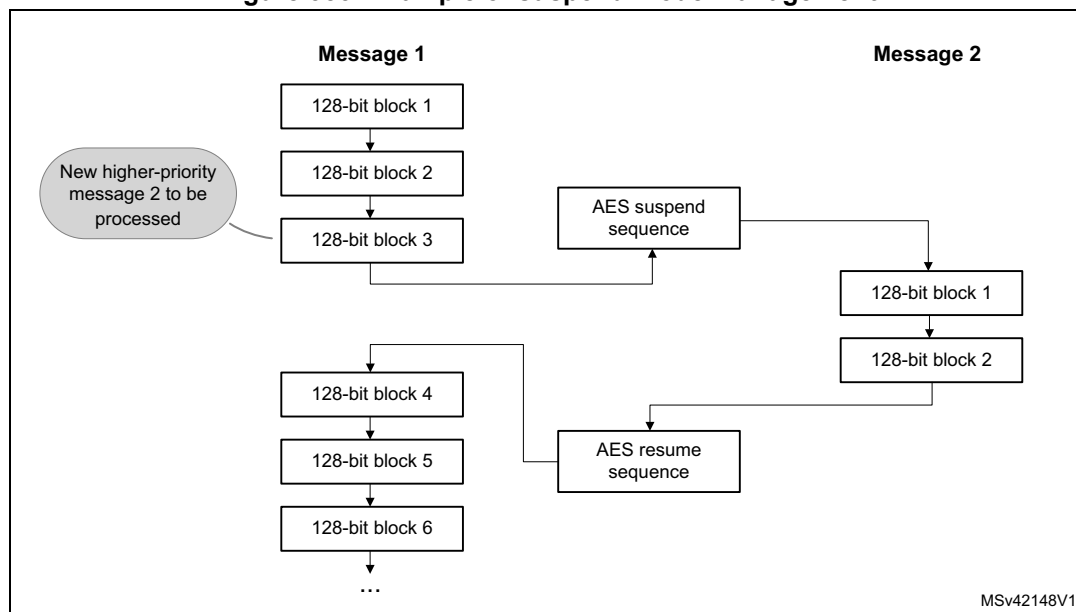 Message 1
Message 2
128-bit block 1
128-bit block 2
128-bit block 3
New higher-priority
message 2 to be
processed
AES suspend
sequence
128-bit block 1
128-bit block 2
AES resume
sequence
128-bit block 4
128-bit block 5
128-bit block 6
...
MSv42148V1